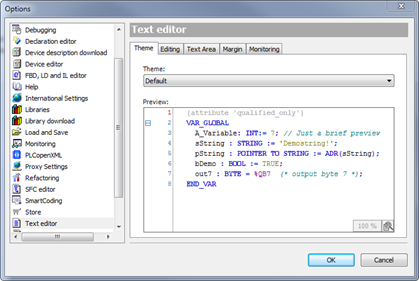 Options
Debugging
Declaration editor
Device description download
Device editor
FBD, LD and IL editor
Help
International Settings
Libraries
Library download
Load and Save
Monitoring
PLCopenXML
Proxy Settings
Refactoring
SFC editor
SmartCoding
Store
Text editor
Text editor
Theme Editing Text Area Margin Monitoring
Theme:
Default
Preview:
1 {attribute 'qualified_only'}
2 VAR_GLOBAL
3 A_Variable: INT:= 7; // Just a brief preview
4 sString : STRING := 'Demostring!';
5 pString : POINTER TO STRING := ADR(sString);
6 bDemo : BOOL := TRUE;
7 out7 : BYTE = %QB7 (* output byte 7 *);
8 END_VAR
100 %
OK Cancel